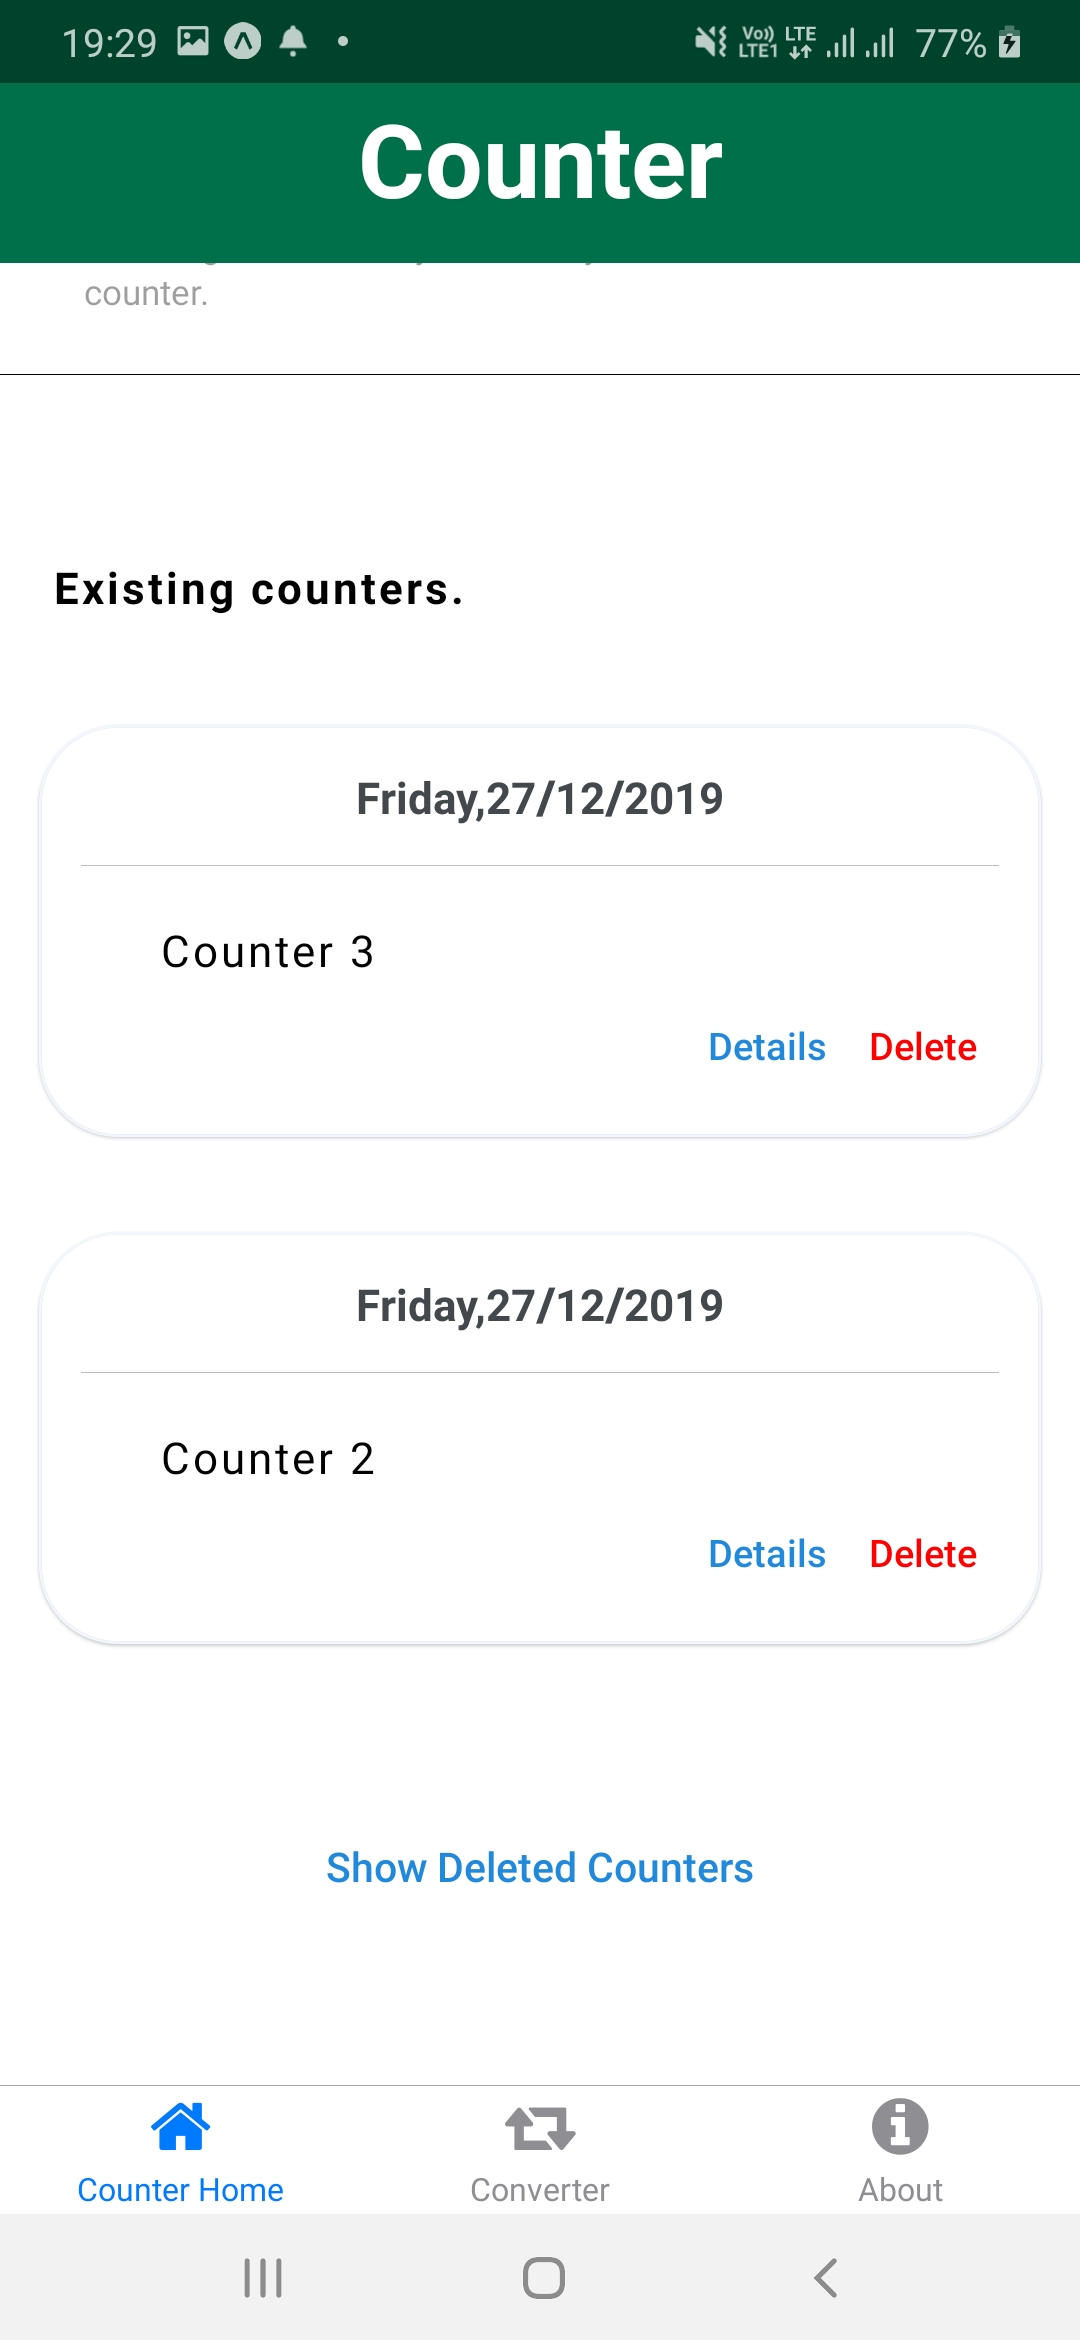 19:29
Vo)) LTE
LTE1
77%
Counter
counter.
Existing counters.
Friday,27/12/2019
Counter 3
Details Delete
Friday,27/12/2019
Counter 2
Details Delete
Show Deleted Counters
Counter Home Converter About